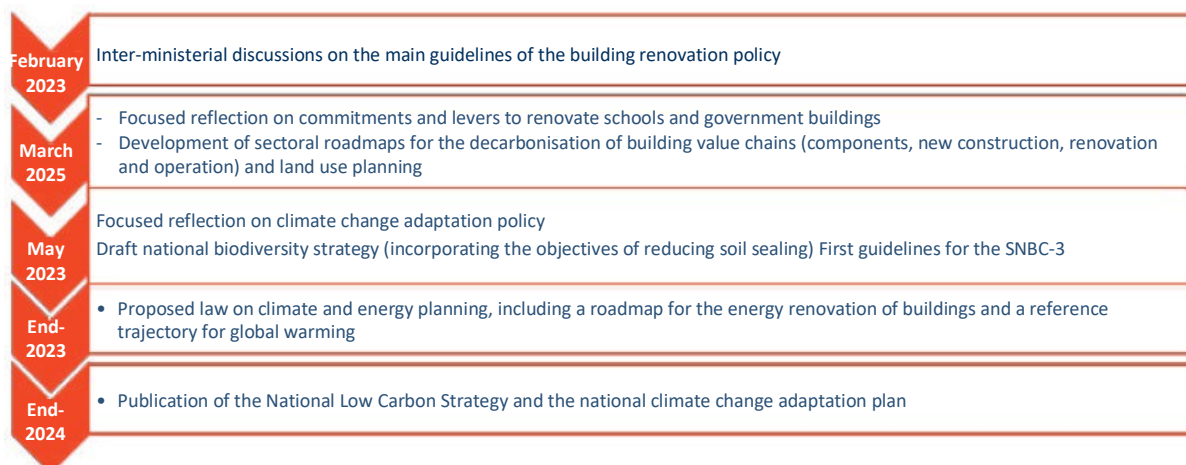 February
2023
Inter-ministerial discussions on the main guidelines of the building renovation policy
March
2025
- Focused reflection on commitments and levers to renovate schools and government buildings
- Development of sectoral roadmaps for the decarbonisation of building value chains (components, new construction, renovation
and operation) and land use planning
May
2023
Focused reflection on climate change adaptation policy
Draft national biodiversity strategy (incorporating the objectives of reducing soil sealing) First guidelines for the SNBC-3
End-
2023
• Proposed law on climate and energy planning, including a roadmap for the energy renovation of buildings and a reference
trajectory for global warming
End-
2024
• Publication of the National Low Carbon Strategy and the national climate change adaptation plan